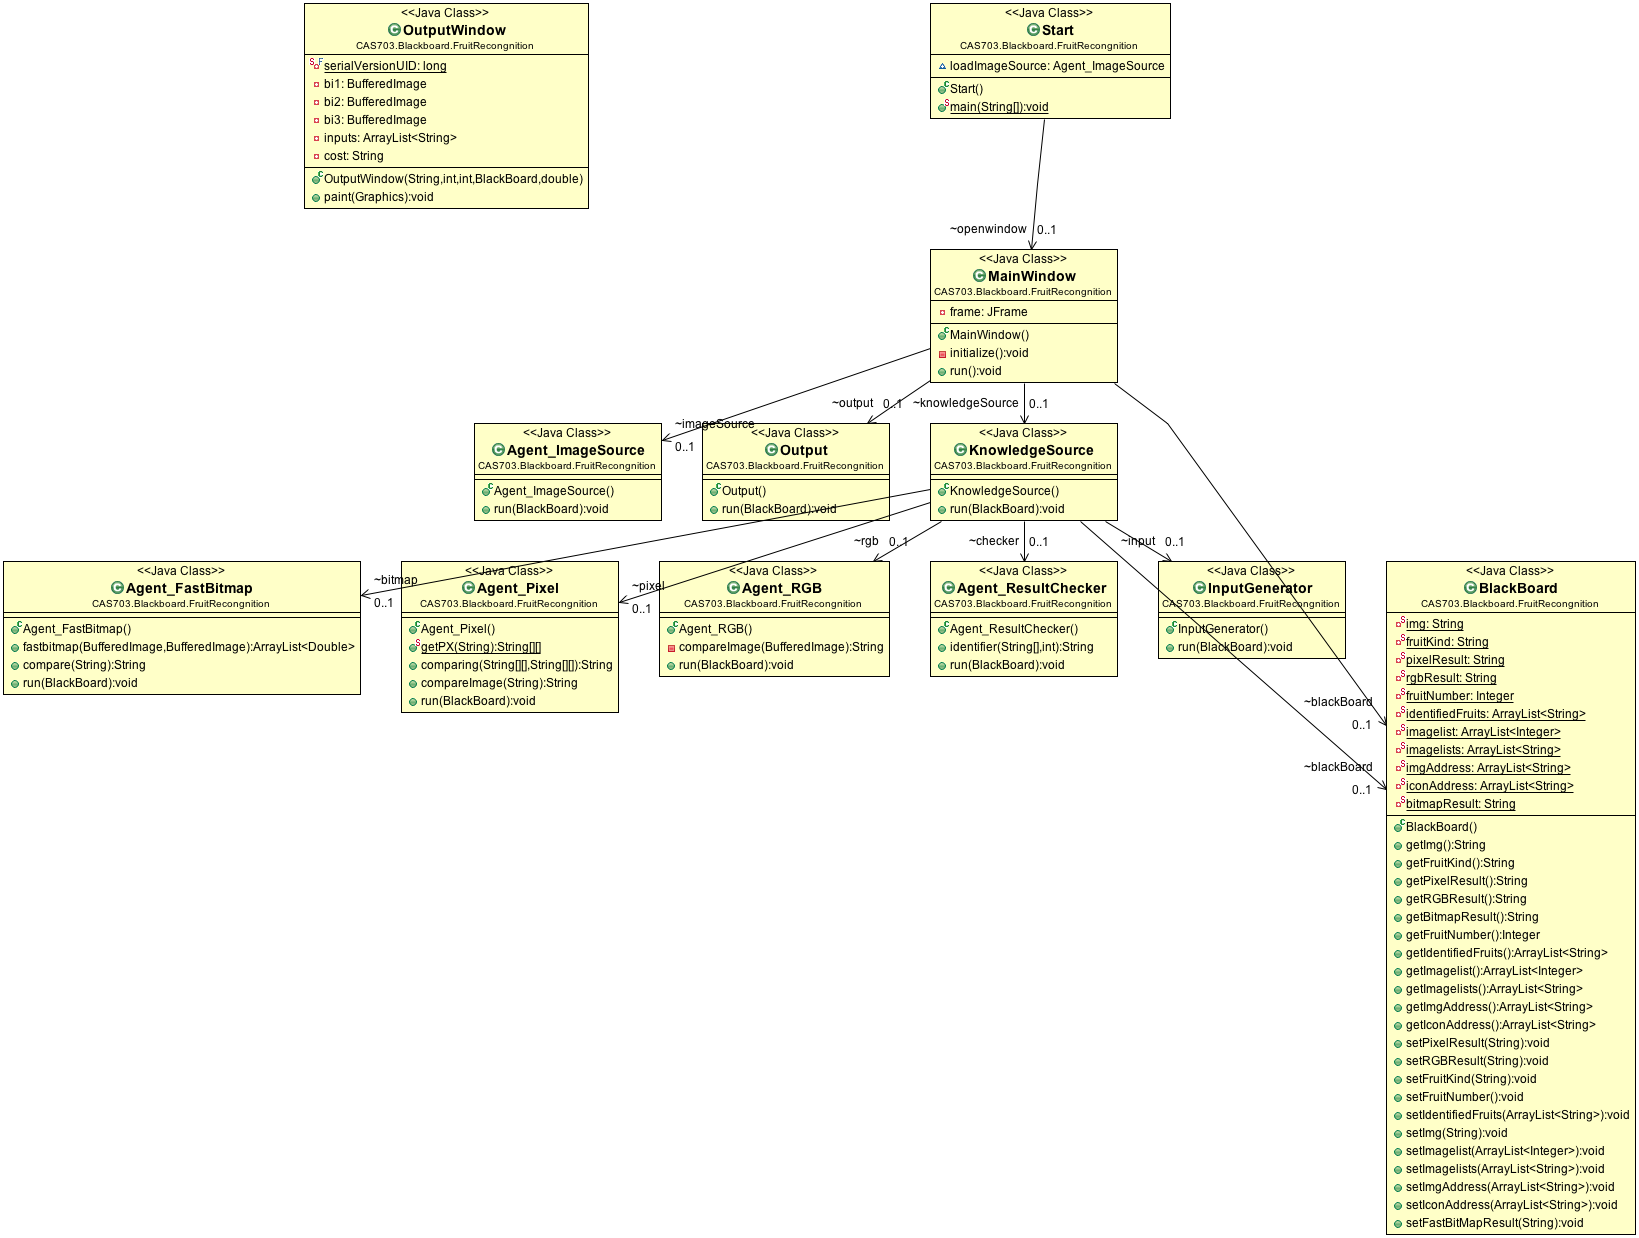 <<Java Class>>
OutputWindow
CAS703.Blackboard.FruitRecongnition
serialVersionUID: long
bi1: BufferedImage
bi2: BufferedImage
bi3: BufferedImage
inputs: ArrayList<String>
cost: String
OutputWindow(String,int,int,BlackBoard,double)
paint(Graphics):void
<<Java Class>>
Start
CAS703.Blackboard.FruitRecongnition
loadImageSource: Agent_ImageSource
Start()
main(String[]):void
~openwindow
0..1
<<Java Class>>
MainWindow
CAS703.Blackboard.FruitRecongnition
frame: JFrame
MainWindow()
initialize():void
run():void
~imageSource
0..1
~output
0..1
~knowledgeSource
0..1
<<Java Class>>
Agent_ImageSource
CAS703.Blackboard.FruitRecongnition
Agent_ImageSource()
run(BlackBoard):void
<<Java Class>>
Output
CAS703.Blackboard.FruitRecongnition
Output()
run(BlackBoard):void
<<Java Class>>
KnowledgeSource
CAS703.Blackboard.FruitRecongnition
KnowledgeSource()
run(BlackBoard):void
~bitmap
0..1
~pixel
0..1
~rgb
0..1
~checker
0..1
~input
0..1
~blackBoard
0..1
~blackBoard
0..1
<<Java Class>>
Agent_FastBitmap
CAS703.Blackboard.FruitRecongnition
Agent_FastBitmap()
fastbitmap(BufferedImage,BufferedImage):ArrayList<Double>
compare(String):String
run(BlackBoard):void
<<Java Class>>
Agent_Pixel
CAS703.Blackboard.FruitRecongnition
Agent_Pixel()
getPX(String):String[][]
comparing(String[][],String[][]):String
compareImage(String):String
run(BlackBoard):void
<<Java Class>>
Agent_RGB
CAS703.Blackboard.FruitRecongnition
Agent_RGB()
compareImage(BufferedImage):String
run(BlackBoard):void
<<Java Class>>
Agent_ResultChecker
CAS703.Blackboard.FruitRecongnition
Agent_ResultChecker()
identifier(String[],int):String
run(BlackBoard):void
<<Java Class>>
InputGenerator
CAS703.Blackboard.FruitRecongnition
InputGenerator()
run(BlackBoard):void
<<Java Class>>
BlackBoard
CAS703.Blackboard.FruitRecongnition
img: String
fruitKind: String
pixelResult: String
rgbResult: String
fruitNumber: Integer
identifiedFruits: ArrayList<String>
imagelist: ArrayList<Integer>
imagelists: ArrayList<String>
imgAddress: ArrayList<String>
iconAddress: ArrayList<String>
bitmapResult: String
BlackBoard()
getImg():String
getFruitKind():String
getPixelResult():String
getRGBResult():String
getBitmapResult():String
getFruitNumber():Integer
getIdentifiedFruits():ArrayList<String>
getImagelist():ArrayList<Integer>
getImagelists():ArrayList<String>
getImgAddress():ArrayList<String>
getIconAddress():ArrayList<String>
setPixelResult(String):void
setRGBResult(String):void
setFruitKind(String):void
setFruitNumber():void
setIdentifiedFruits(ArrayList<String>):void
setImg(String):void
setImagelist(ArrayList<Integer>):void
setImagelists(ArrayList<String>):void
setImgAddress(ArrayList<String>):void
setIconAddress(ArrayList<String>):void
setFastBitMapResult(String):void